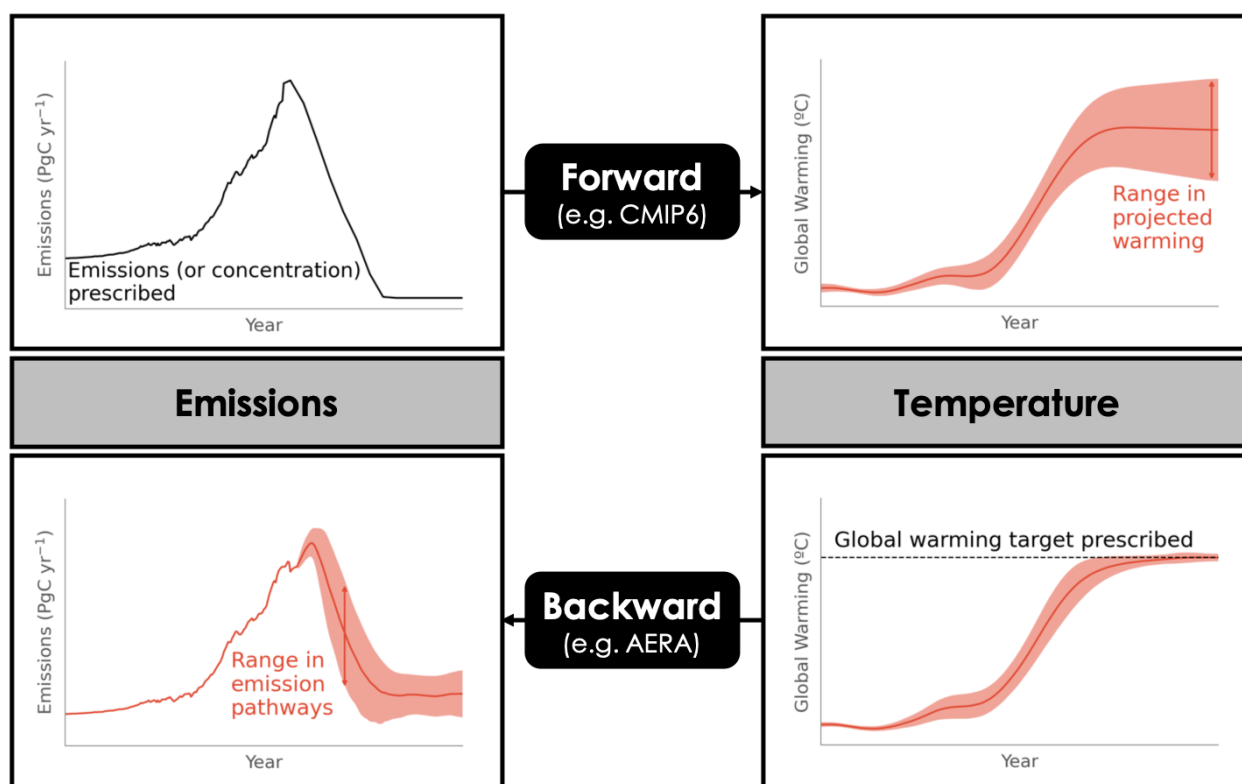 Emissions (PgC yr⁻¹)
Emissions (or concentration)
prescribed
Year
Forward
(e.g. CMIP6)
Global Warming (ºC)
Range in
projected
warming
Year
Emissions
Temperature
Emissions (PgC yr⁻¹)
Range in
emission
pathways
Year
Backward
(e.g. AERA)
Global Warming (ºC)
Global warming target prescribed
Year